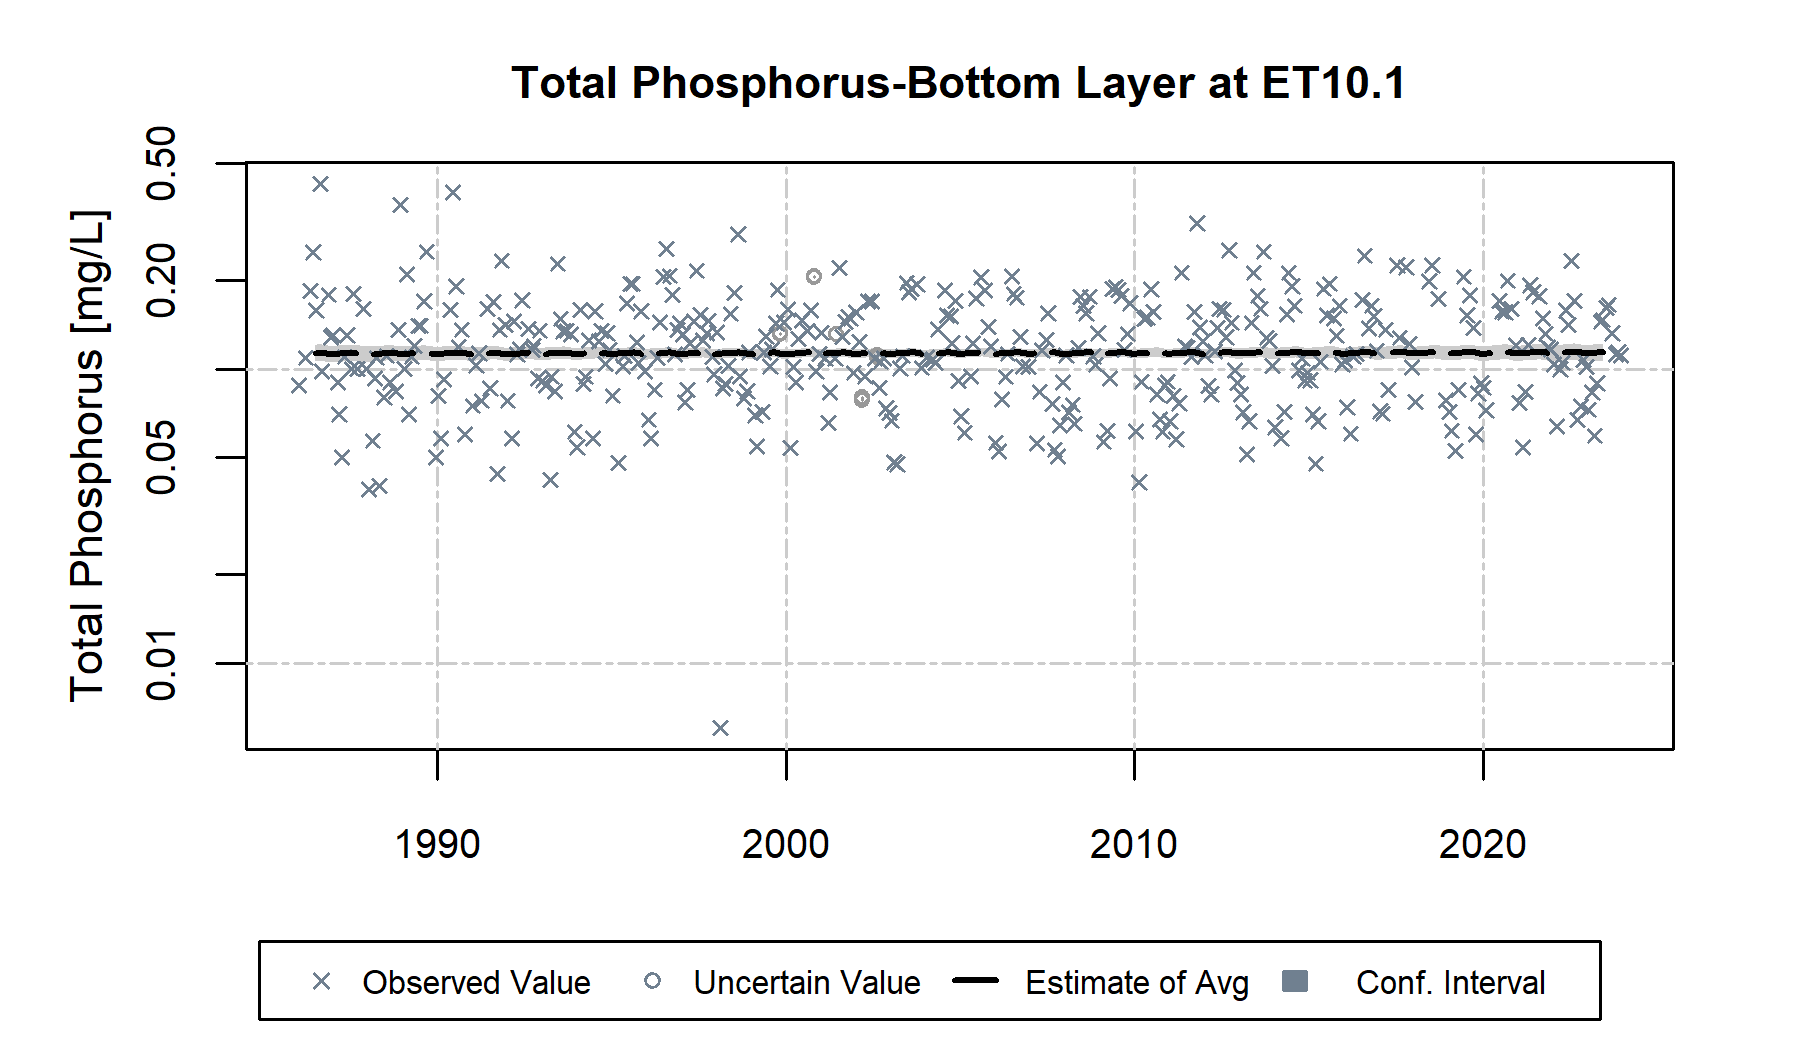 Total Phosphorus-Bottom Layer at ET10.1
Total Phosphorus [mg/L]
0.50
0.20
0.05
0.01
1990 2000 2010 2020
Observed Value Uncertain Value Estimate of Avg Conf. Interval